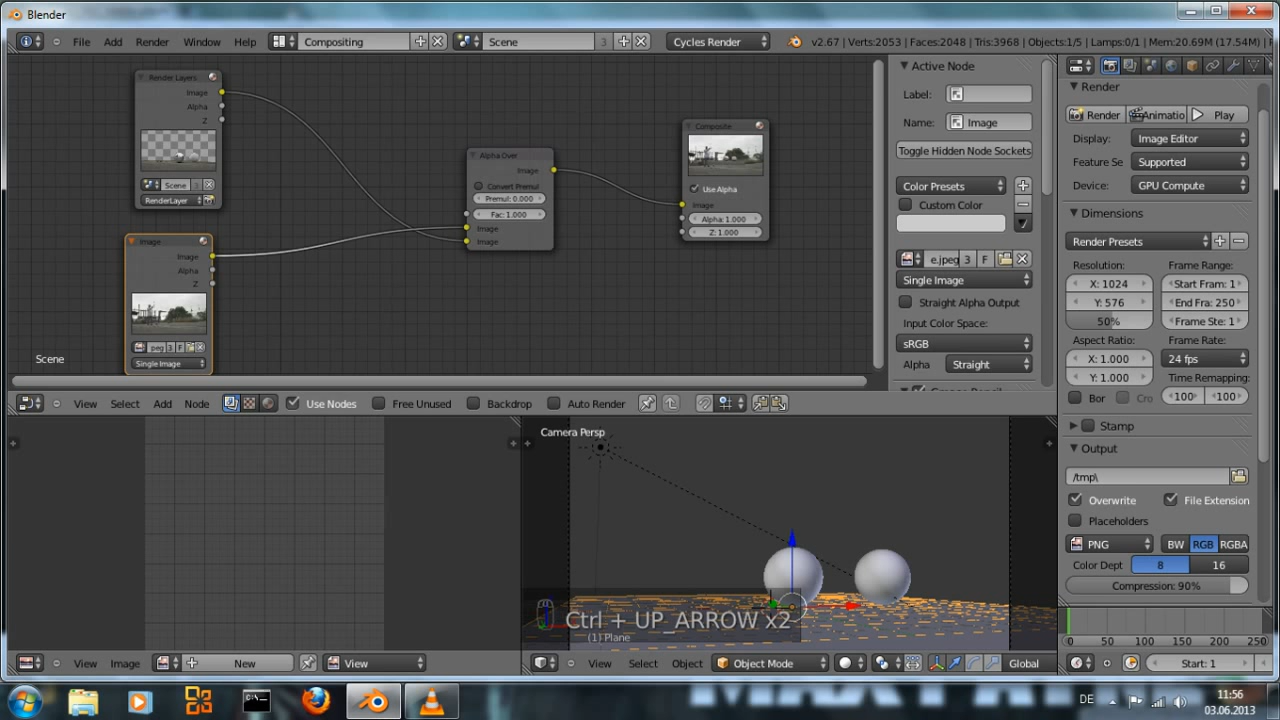 Blender
File Add Render Window Help Compositing Scene 3 Cycles Render v2.67 | Verts:2053 | Faces:2048 | Tris:3968 | Objects:1/5 | Lamps:0/1 | Mem:20.69M (17.54M) |
Render Layers
Image
Alpha
Z
Scene 3
RenderLayer
Image
Image
Alpha
Z
peg 3 F
Single Image
Alpha Over
Image
Convert Premul
Premul: 0.000
Fac: 1.000
Image
Image
Composite
Use Alpha
Image
Alpha: 1.000
Z: 1.000
Scene
Active Node
Label:
Name: Image
Toggle Hidden Node Sockets
Color Presets
Custom Color
e.jpeg 3 F
Single Image
Straight Alpha Output
Input Color Space:
sRGB
Alpha Straight
Grease Pencil
Render
Render Animatio Play
Display: Image Editor
Feature Se Supported
Device: GPU Compute
Dimensions
Render Presets
Resolution: Frame Range:
X: 1024 Start Fram: 1
Y: 576 End Fra: 250
50% Frame Ste: 1
Aspect Ratio: Frame Rate:
X: 1.000 24 fps
Y: 1.000 Time Remapping:
Bor Cro 100 100
Stamp
Output
/tmp\
Overwrite File Extension
Placeholders
PNG BW RGB RGBA
Color Dept 8 16
Compression: 90%
View Select Add Node Use Nodes Free Unused Backdrop Auto Render
Camera Persp
Ctrl + UP_ARROW x2
(1) Plane
0 50 100 150 200 250
View Image New View
View Select Object Object Mode Global
Start: 1
DE 11:56
03.06.2013